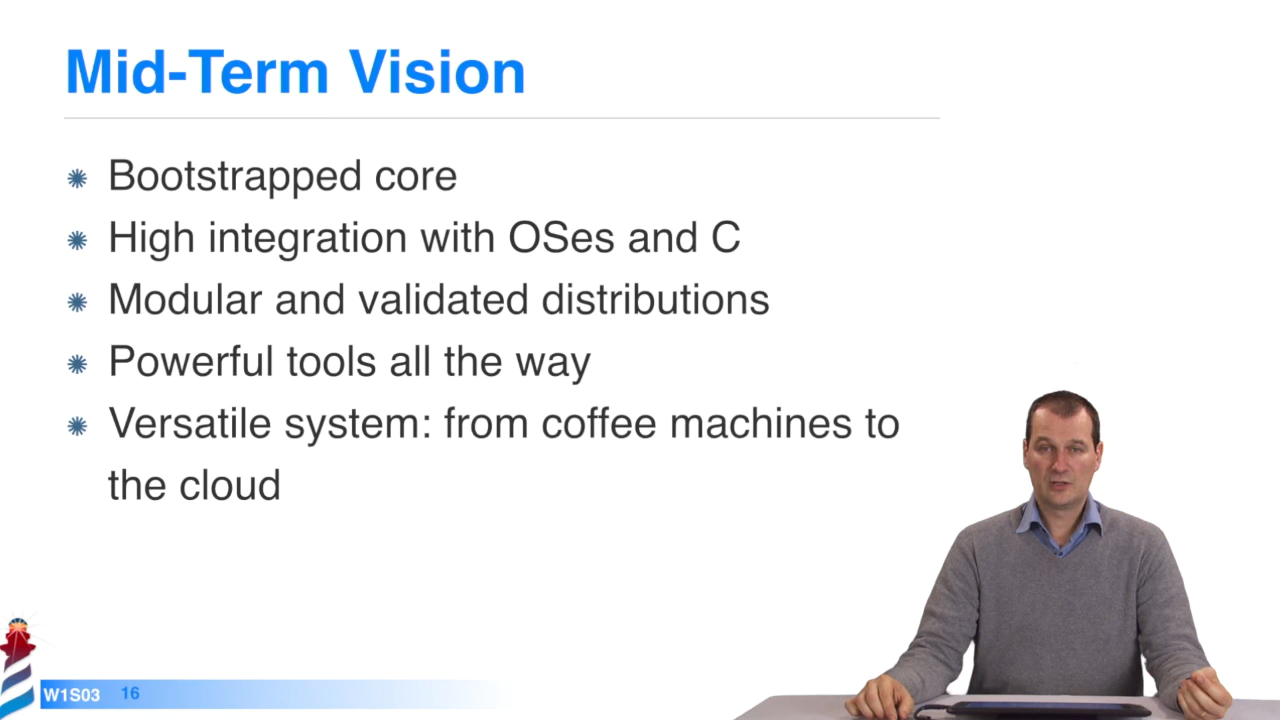 Mid-Term Vision
Bootstrapped core
High integration with OSes and C
Modular and validated distributions
Powerful tools all the way
Versatile system: from coffee machines to
the cloud
W1S03 16